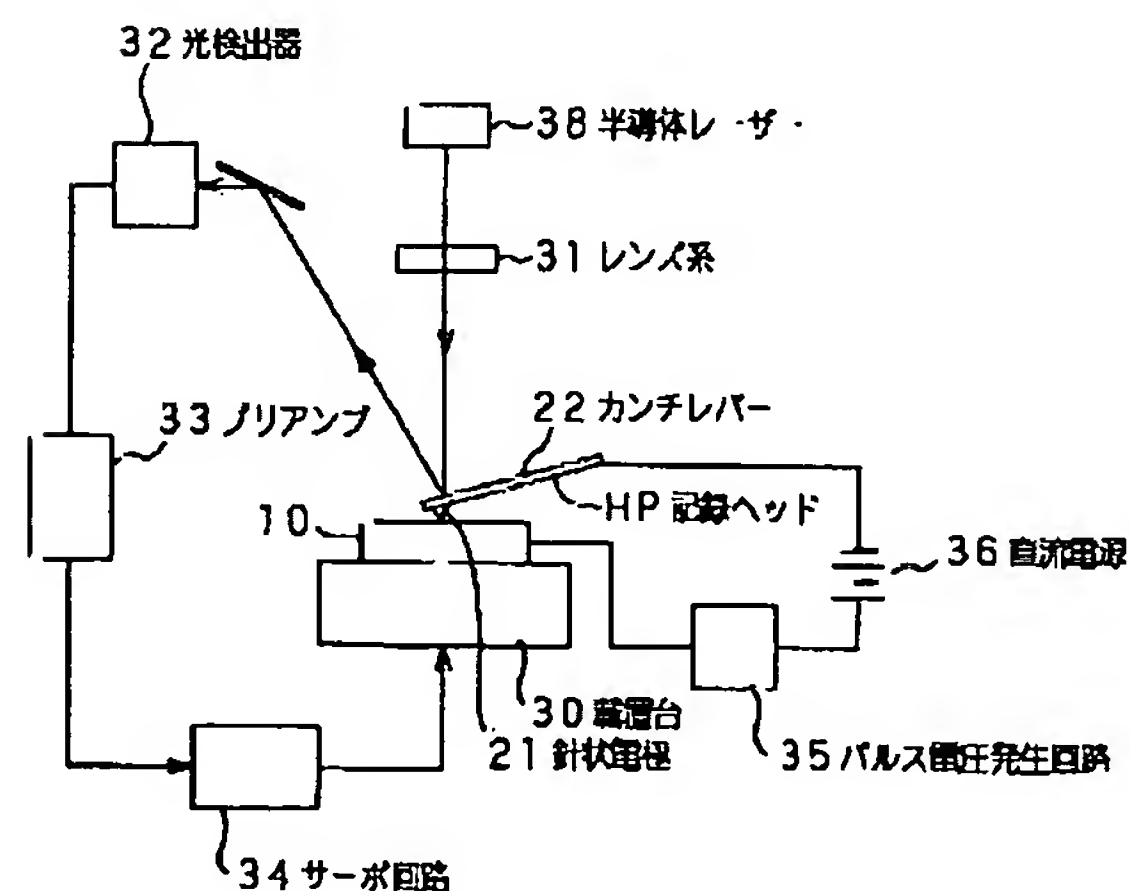 32 光検出器
38 半導体レ-ザ-
31 レンズ系
33 プリアンプ
22 カンチレバー
HP 記録ヘッド
10
36 直流電源
30 載置台
21 針状電極
35 パルス電圧発生回路
34 サーボ回路